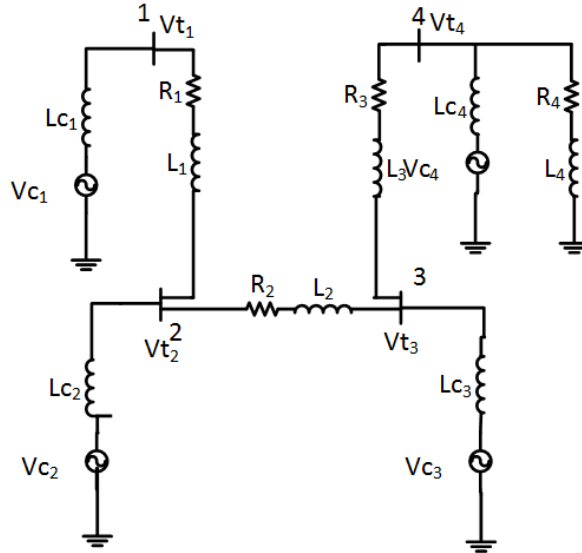 1 Vt₁
4 Vt₄
R₁
R₃
Lc₄
R₄
Lc₁
L₁
L₃Vc₄
L₄
Vc₁
R₂
L₂
3
2
Vt₂
Vt₃
Lc₂
Lc₃
Vc₂
Vc₃